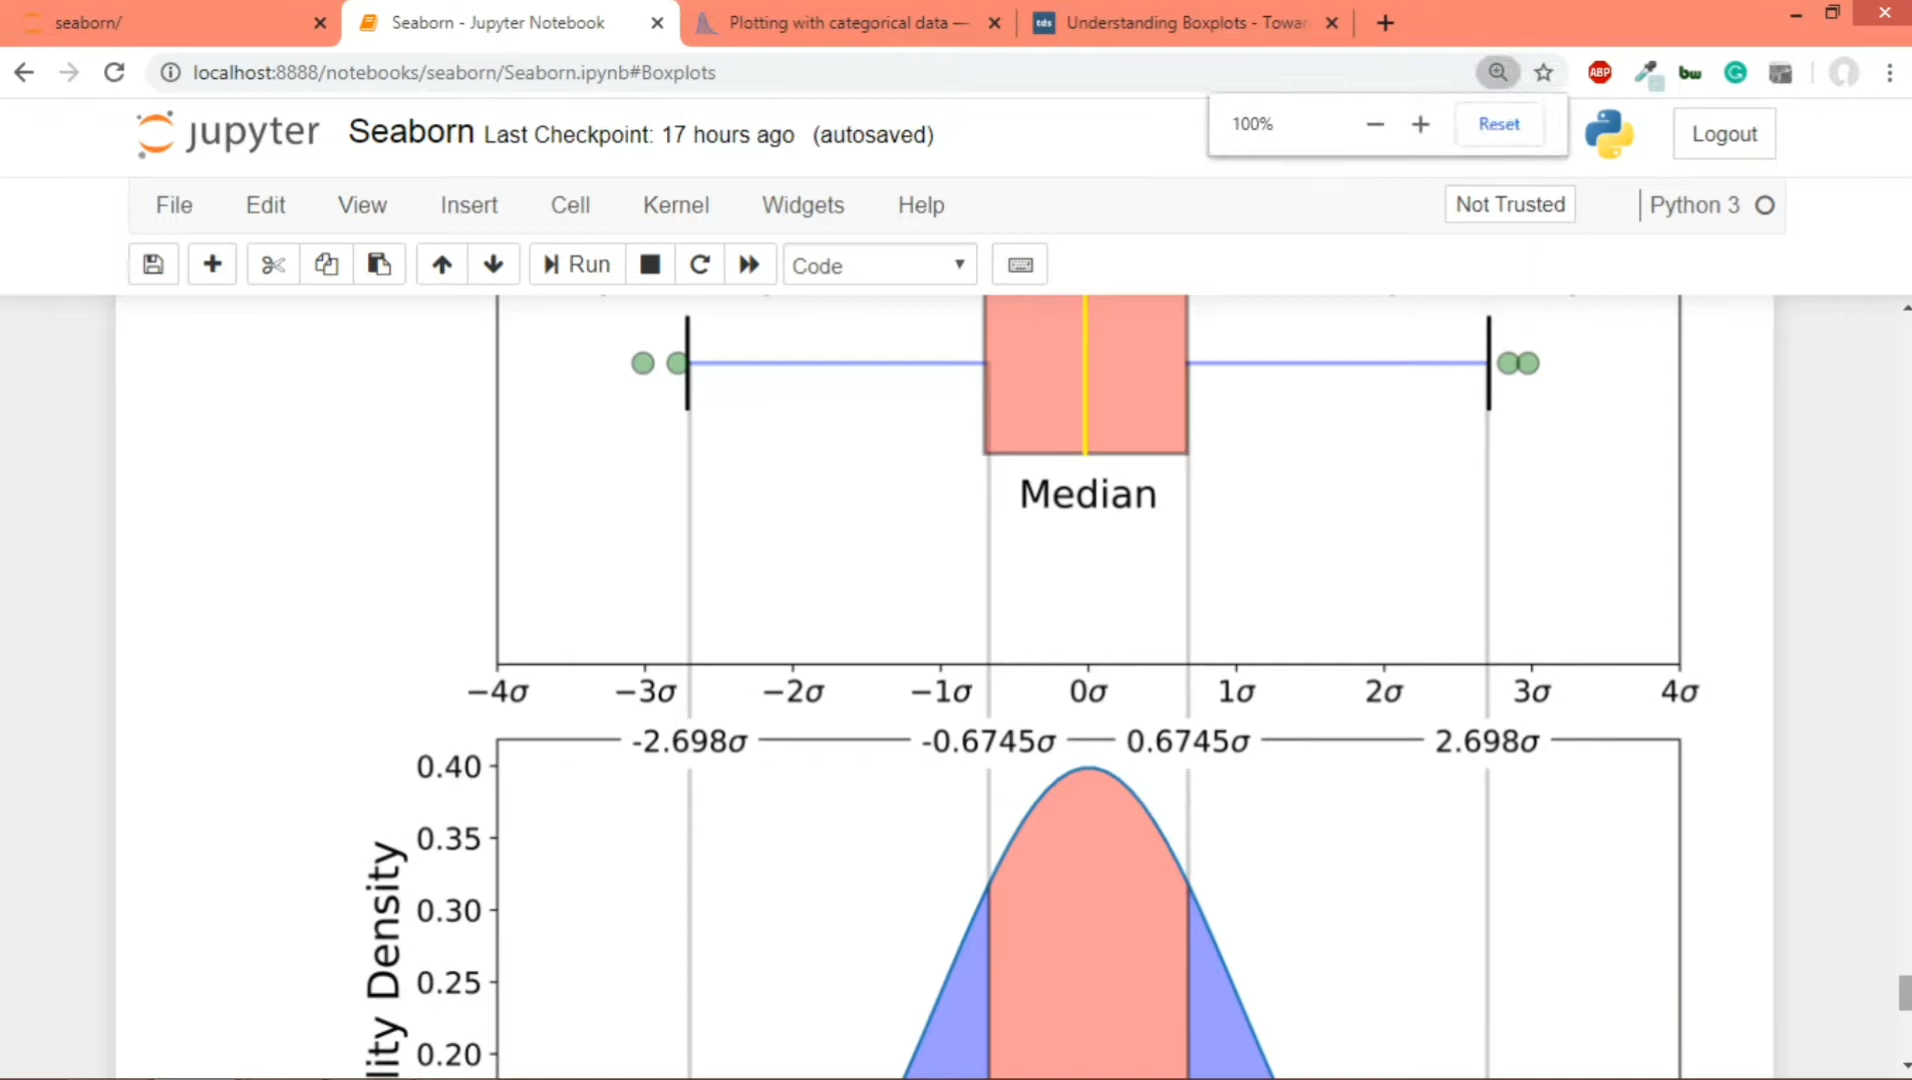 seaborn/
Seaborn - Jupyter Notebook
Plotting with categorical data —
tds Understanding Boxplots - Towar
localhost:8888/notebooks/seaborn/Seaborn.ipynb#Boxplots
ABP
bw
100%
Reset
jupyter Seaborn Last Checkpoint: 17 hours ago (autosaved)
Logout
File Edit View Insert Cell Kernel Widgets Help
Not Trusted
Python 3
Run
Code
Median
−4σ −3σ −2σ −1σ 0σ 1σ 2σ 3σ 4σ
-2.698σ -0.6745σ 0.6745σ 2.698σ
0.40
0.35
0.30
0.25
0.20
lity Density